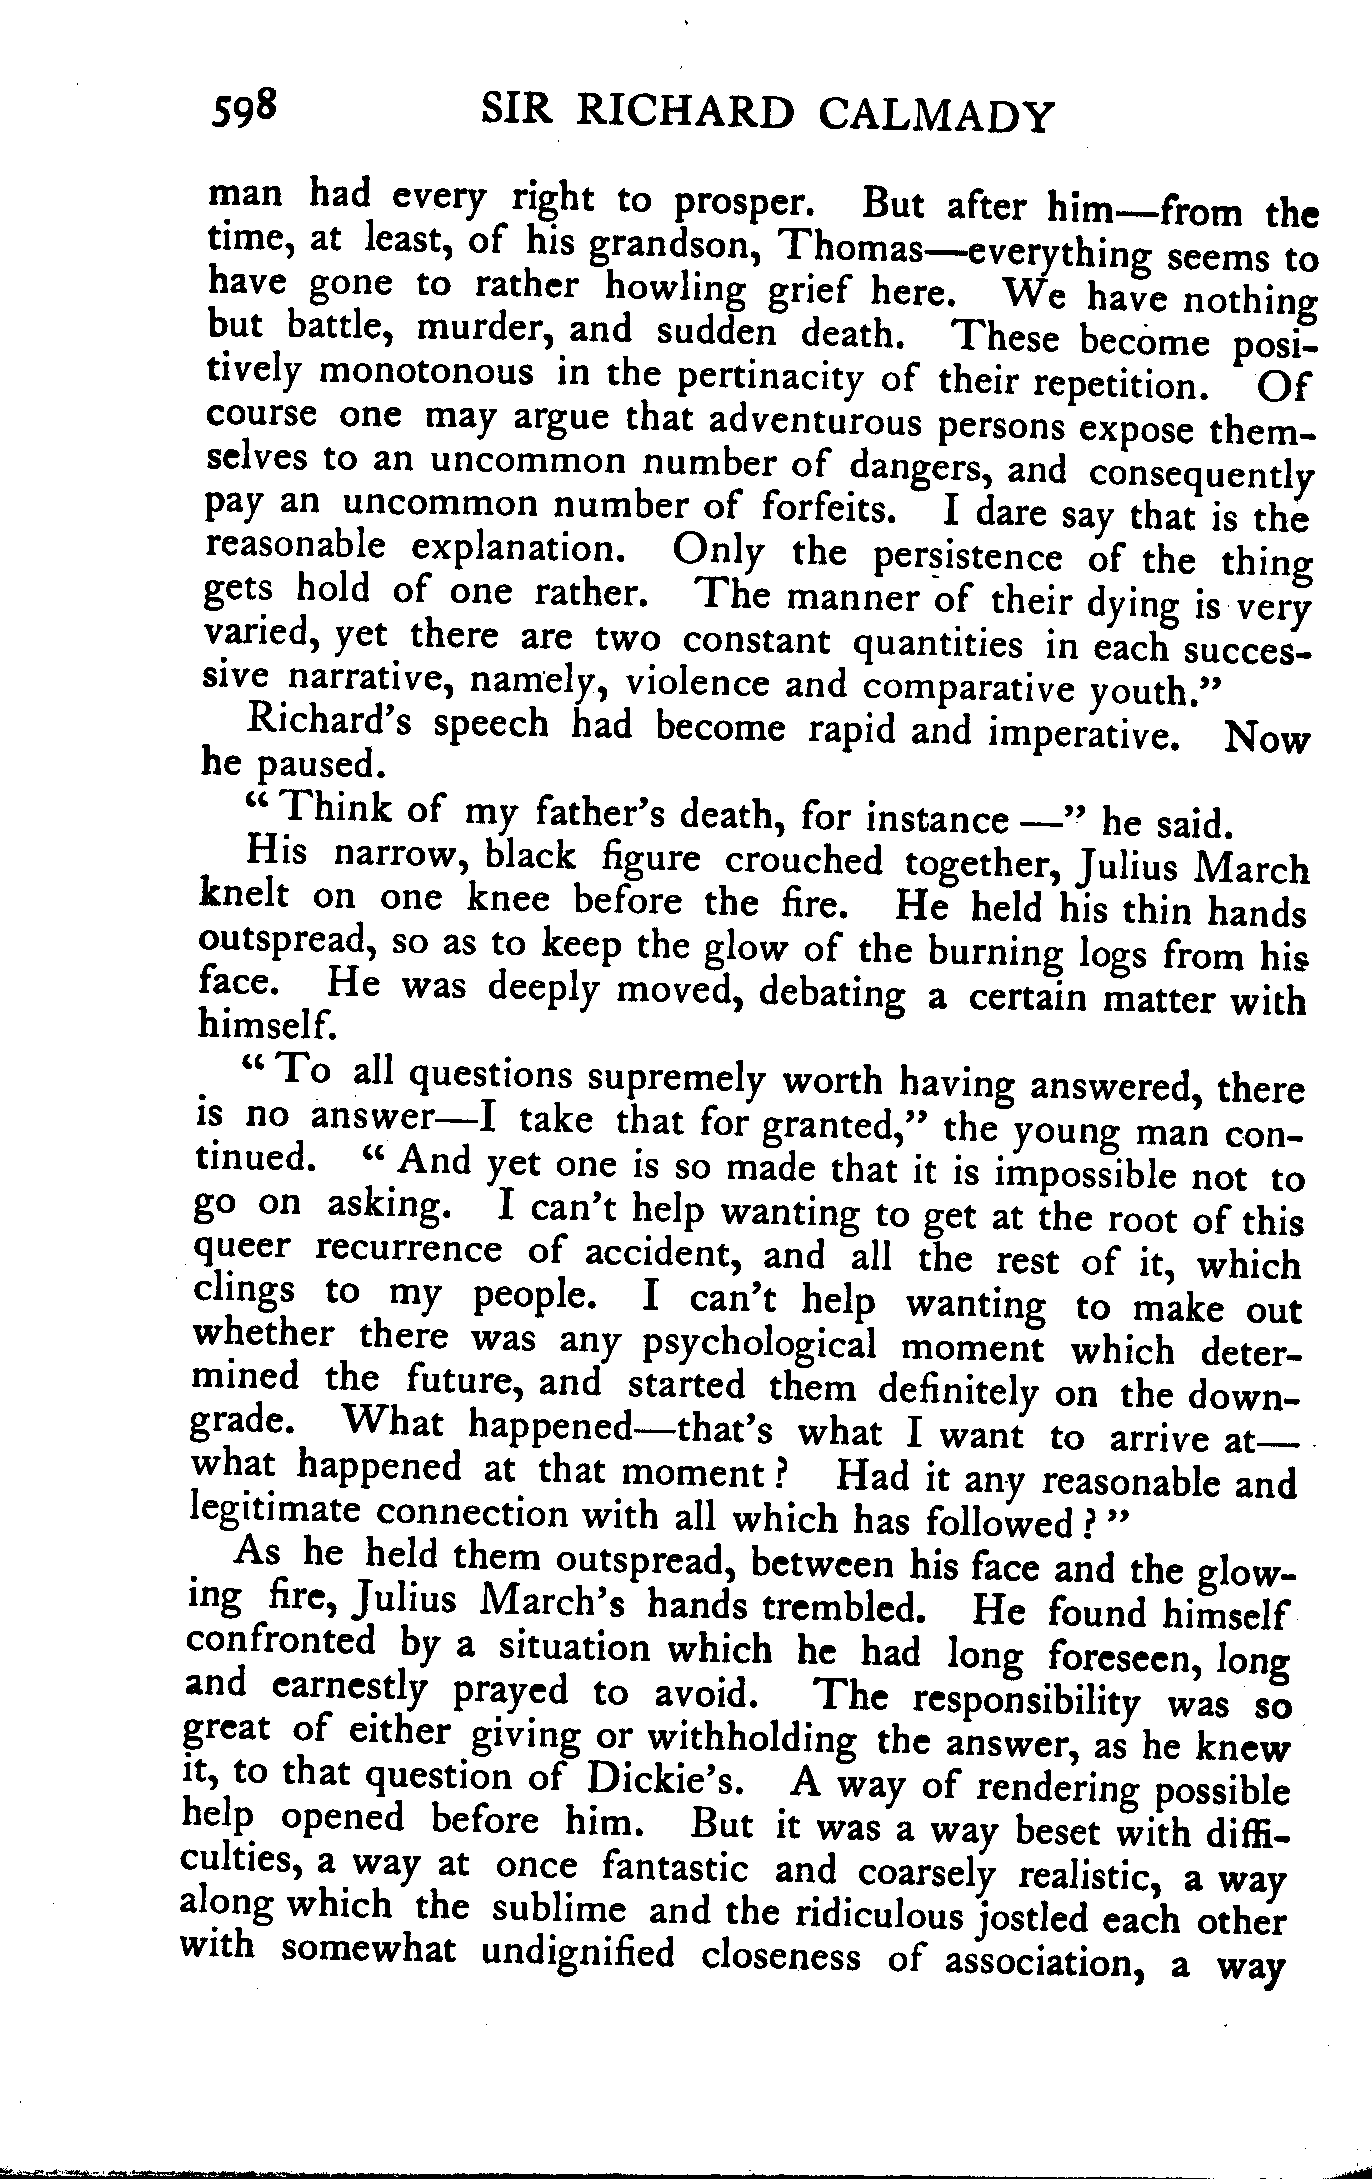 598 SIR RICHARD CALMADY
man had every right to prosper. But after him—from the
time, at least, of his grandson, Thomas—everything seems to
have gone to rather howling grief here. We have nothing
but battle, murder, and sudden death. These become posi-
tively monotonous in the pertinacity of their repetition. Of
course one may argue that adventurous persons expose them-
selves to an uncommon number of dangers, and consequently
pay an uncommon number of forfeits. I dare say that is the
reasonable explanation. Only the persistence of the thing
gets hold of one rather. The manner of their dying is very
varied, yet there are two constant quantities in each succes-
sive narrative, namely, violence and comparative youth.”
Richard’s speech had become rapid and imperative. Now
he paused.
“ Think of my father’s death, for instance —” he said.
His narrow, black figure crouched together, Julius March
knelt on one knee before the fire. He held his thin hands
outspread, so as to keep the glow of the burning logs from his
face. He was deeply moved, debating a certain matter with
himself.
“ To all questions supremely worth having answered, there
is no answer—I take that for granted,” the young man con-
tinued. “ And yet one is so made that it is impossible not to
go on asking. I can’t help wanting to get at the root of this
queer recurrence of accident, and all the rest of it, which
clings to my people. I can’t help wanting to make out
whether there was any psychological moment which deter-
mined the future, and started them definitely on the down-
grade. What happened—that’s what I want to arrive at—
what happened at that moment ? Had it any reasonable and
legitimate connection with all which has followed ? ”
As he held them outspread, between his face and the glow-
ing fire, Julius March’s hands trembled. He found himself
confronted by a situation which he had long foreseen, long
and earnestly prayed to avoid. The responsibility was so
great of either giving or withholding the answer, as he knew
it, to that question of Dickie’s. A way of rendering possible
help opened before him. But it was a way beset with diffi-
culties, a way at once fantastic and coarsely realistic, a way
along which the sublime and the ridiculous jostled each other
with somewhat undignified closeness of association, a way